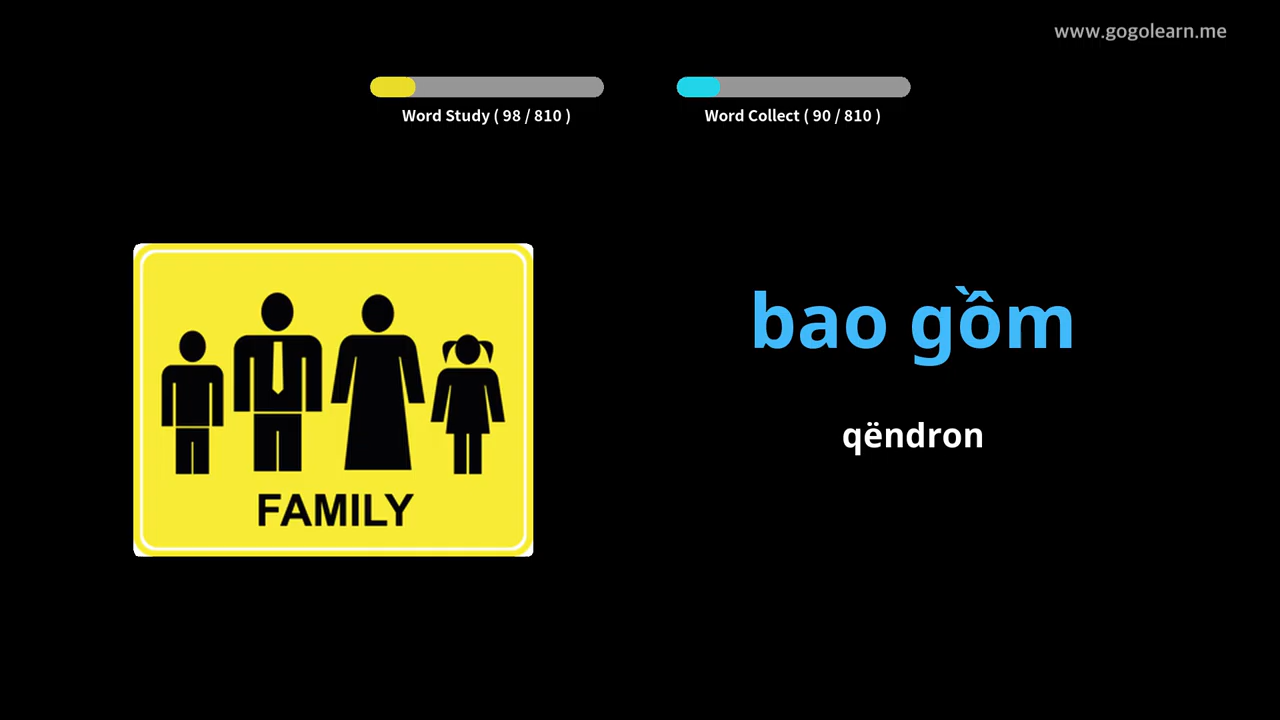 www.gogolearn.me
Word Study ( 98 / 810 )
Word Collect ( 90 / 810 )
bao gồm
qëndron
FAMILY